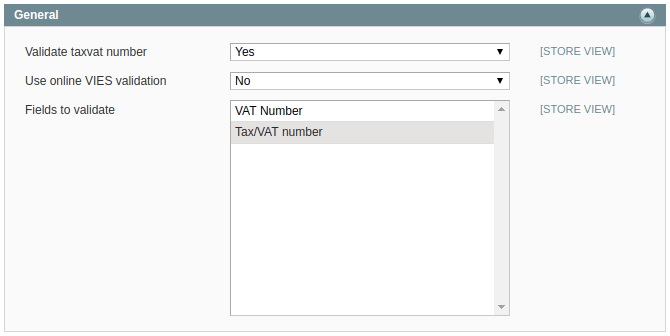 General
Validate taxvat number Yes [STORE VIEW]
Use online VIES validation No [STORE VIEW]
Fields to validate VAT Number [STORE VIEW]
Tax/VAT number